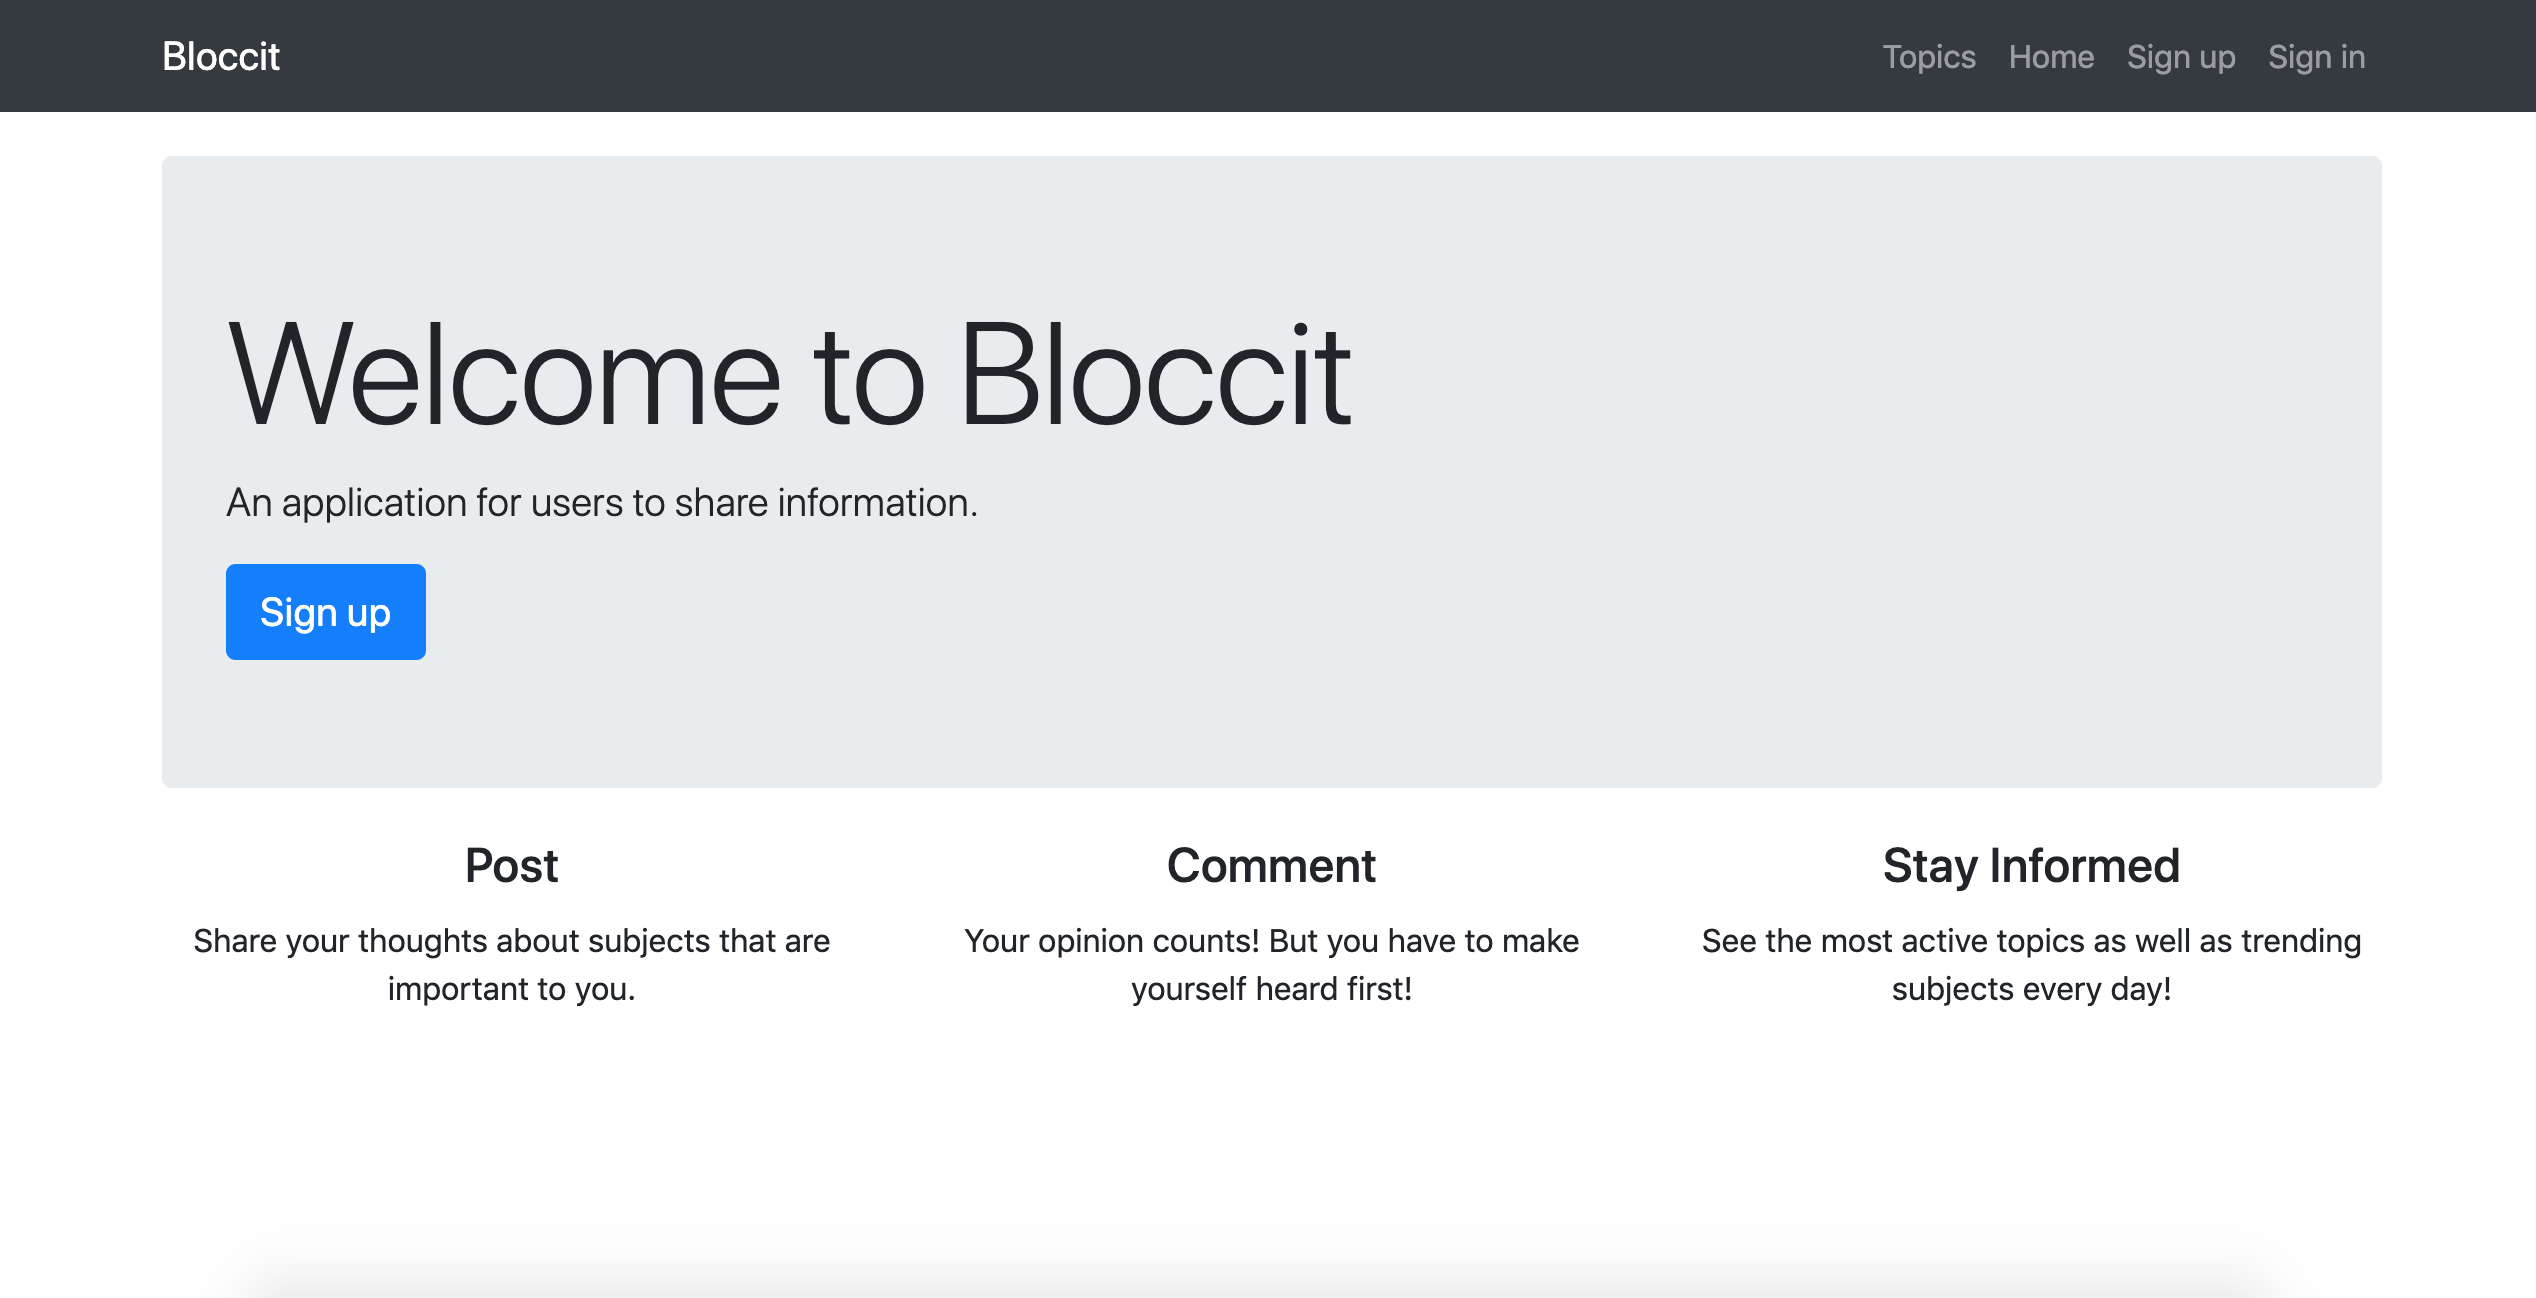 Bloccit
Topics Home Sign up Sign in
Welcome to Bloccit
An application for users to share information.
Sign up
Post
Share your thoughts about subjects that are
important to you.
Comment
Your opinion counts! But you have to make
yourself heard first!
Stay Informed
See the most active topics as well as trending
subjects every day!